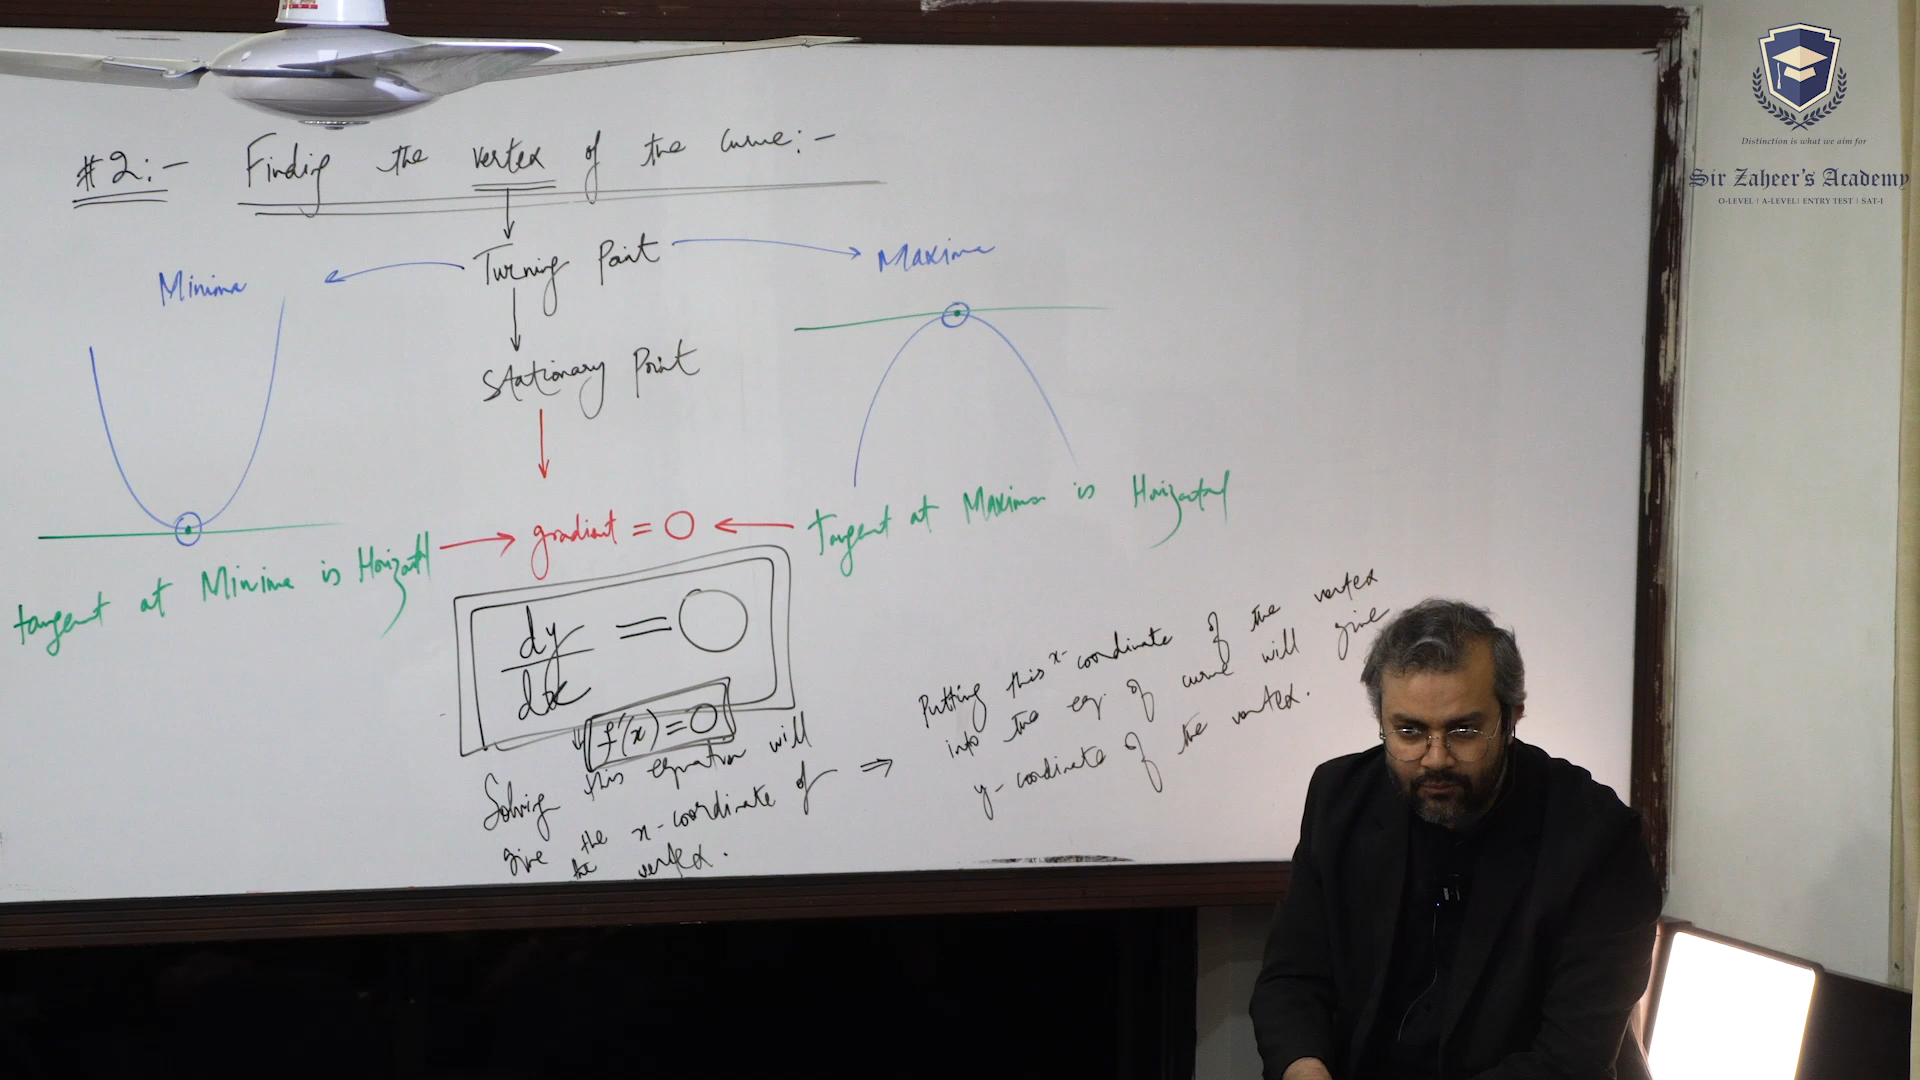 #2:- Finding the vertex of the curve:-
Turning Point
Minima
Maxima
Stationary Point
gradient = 0
tangent at Minima is Horizontal
tangent at Maxima is Horizontal
dy/dx = 0
f'(x) = 0
Solving this equation will
give the x-coordinate of
the vertex.
⇒
Putting this x-coordinate of the vertex
into the eq. of curve will give
y-coordinate of the vertex.
Distinction is what we aim for
Sir Zaheer's Academy
O-LEVEL | A-LEVEL | ENTRY TEST | SAT-I